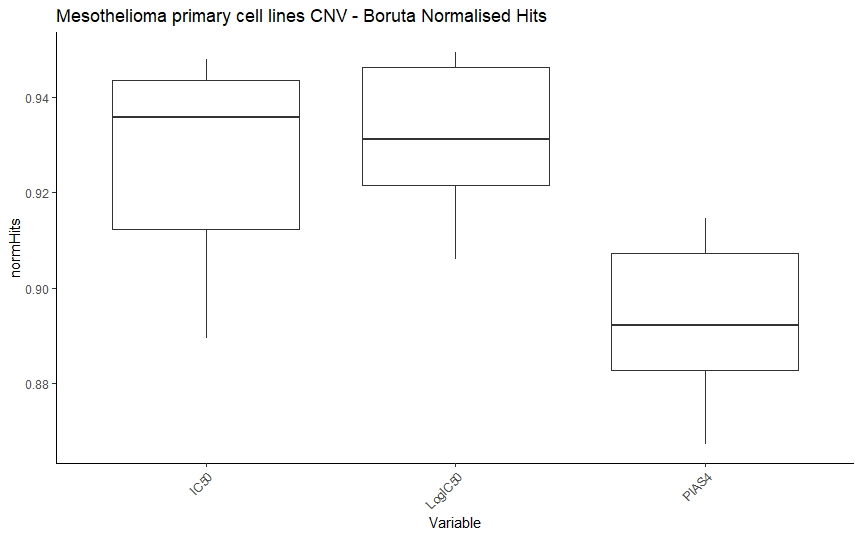 Mesothelioma primary cell lines CNV - Boruta Normalised Hits
normHits
0.94
0.92
0.90
0.88
IC50
LogIC50
PIAS4
Variable